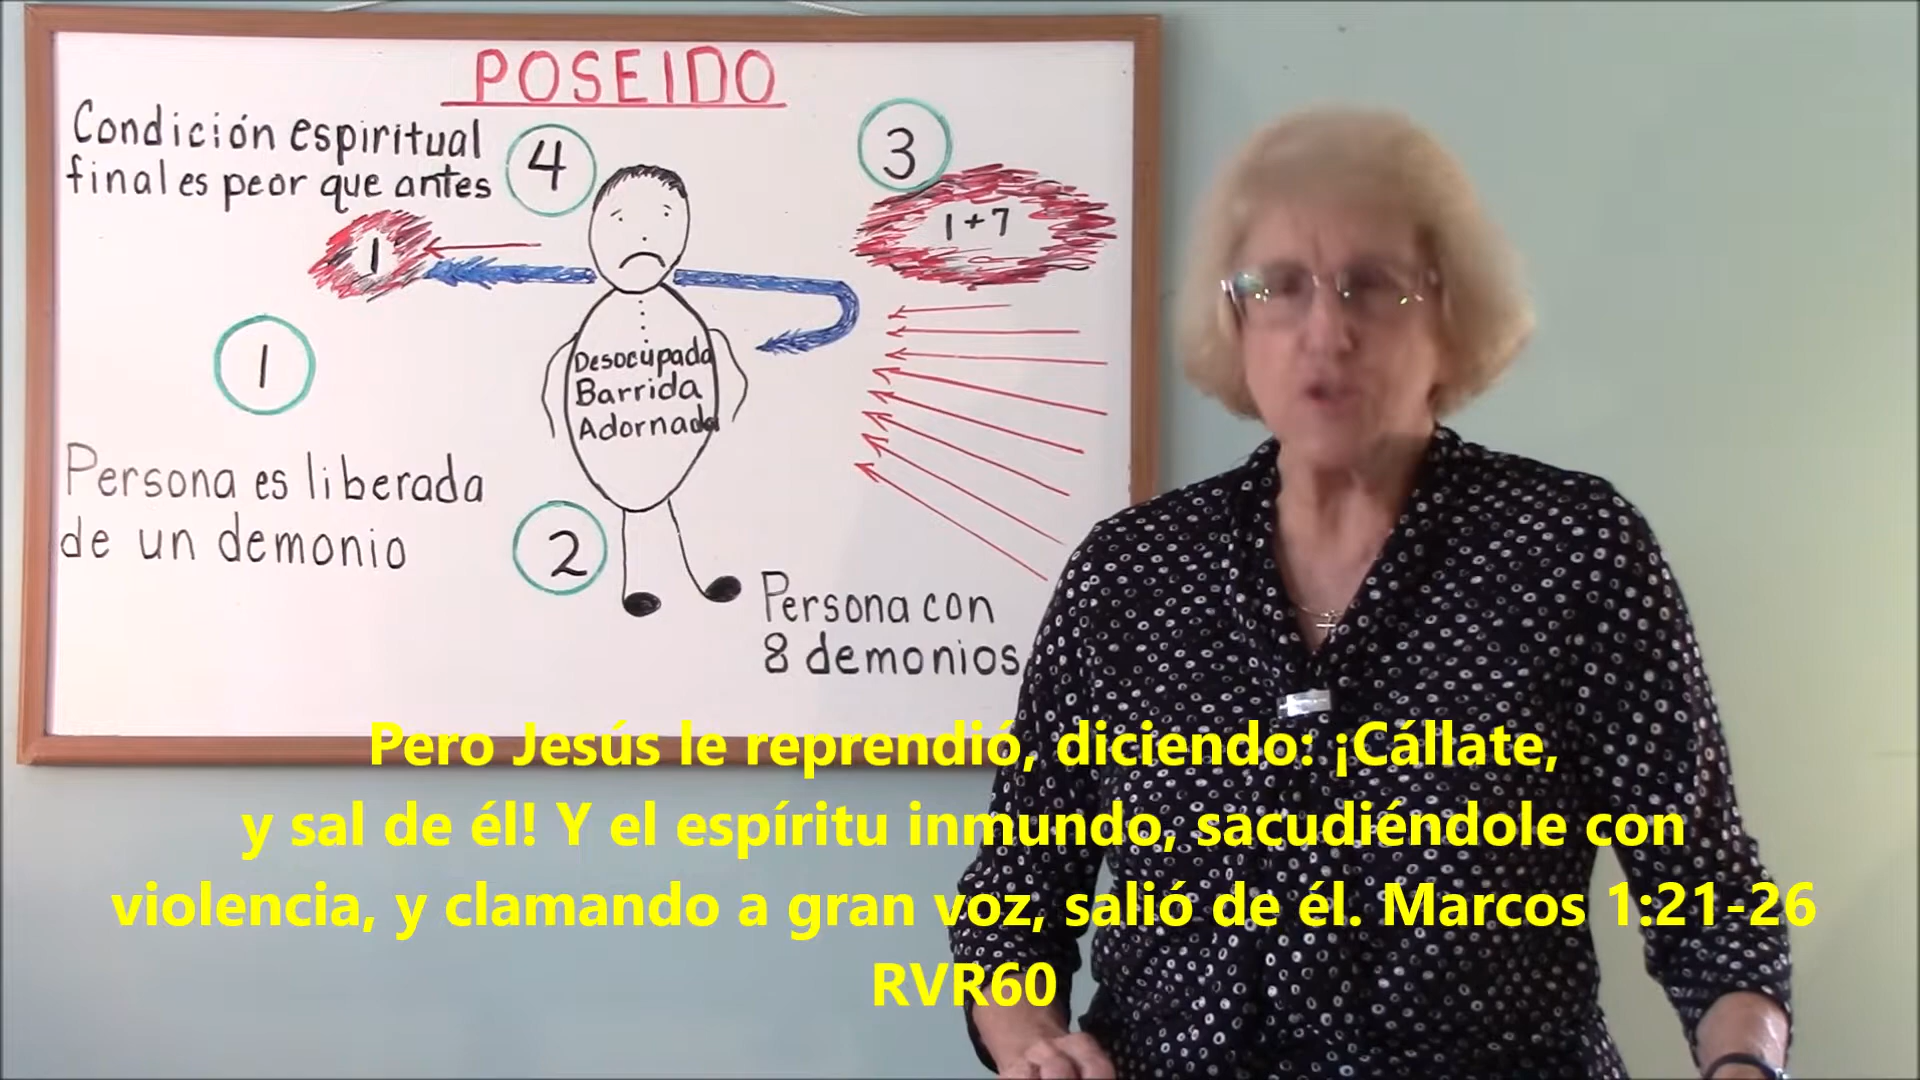 POSEIDO
Condición espiritual
final es peor que antes
4
3
1
1+7
1
Desocupada
Barrida
Adornada
Persona es liberada
de un demonio
2
Persona con
8 demonios
Pero Jesús le reprendió, diciendo: ¡Cállate,
y sal de él! Y el espíritu inmundo, sacudiéndole con
violencia, y clamando a gran voz, salió de él. Marcos 1:21-26
RVR60